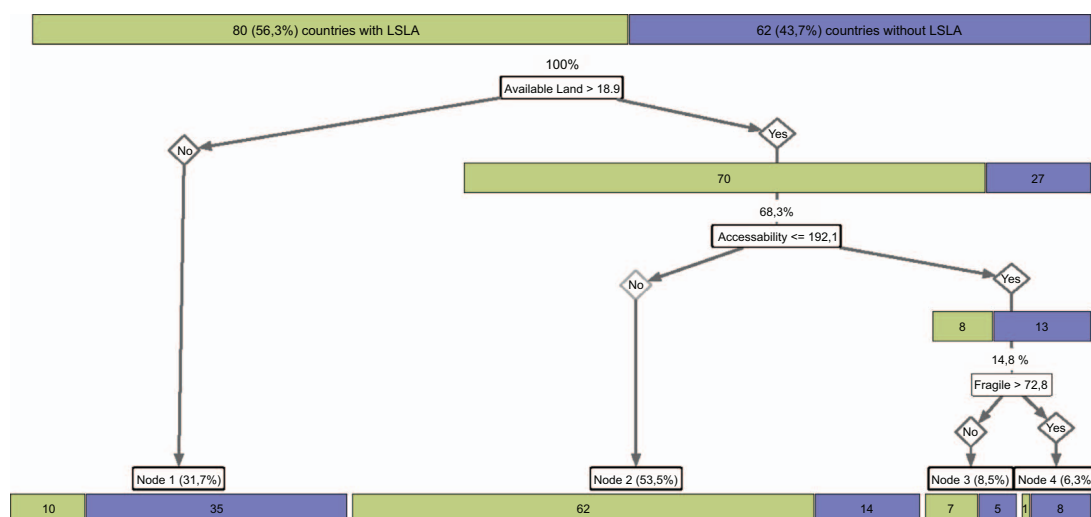 80 (56,3%) countries with LSLA
62 (43,7%) countries without LSLA
100%
Available Land > 18.9
No
Yes
70
27
68,3%
Accessability <= 192,1
No
Yes
8
13
14,8 %
Fragile > 72,8
No
Yes
Node 1 (31,7%)
Node 2 (53,5%)
Node 3 (8,5%)
Node 4 (6,3%
10
35
62
14
7
5
1
8